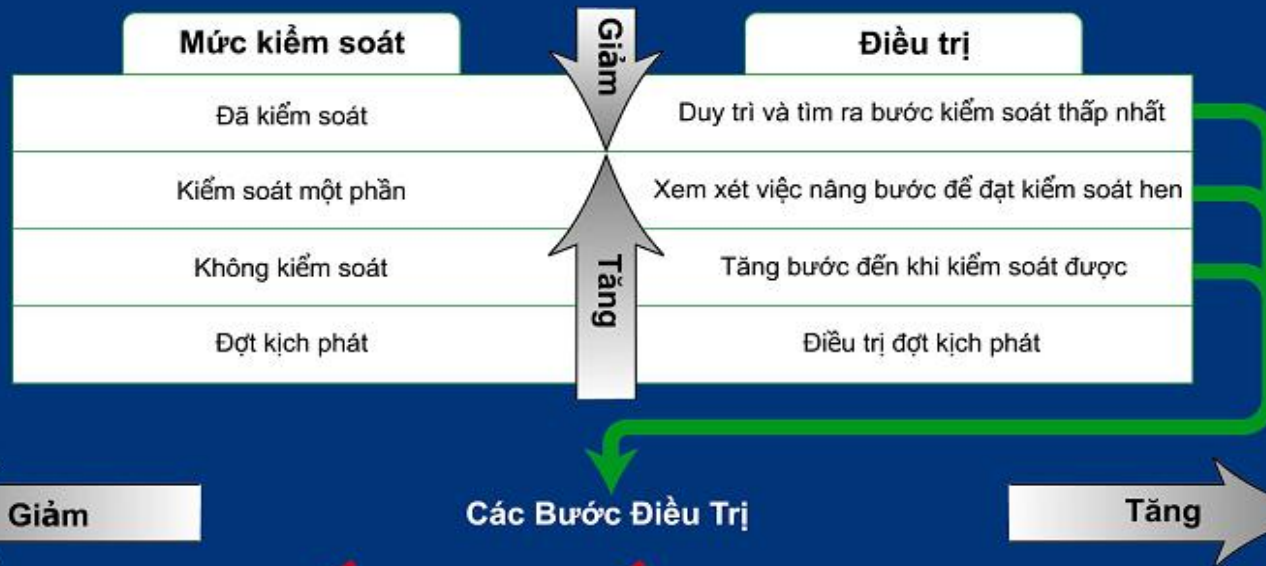 Mức kiểm soát
Giảm
Điều trị
Đã kiểm soát
Duy trì và tìm ra bước kiểm soát thấp nhất
Kiểm soát một phần
Xem xét việc nâng bước để đạt kiểm soát hen
Không kiểm soát
Tăng
Tăng bước đến khi kiểm soát được
Đợt kịch phát
Điều trị đợt kịch phát
Giảm
Các Bước Điều Trị
Tăng